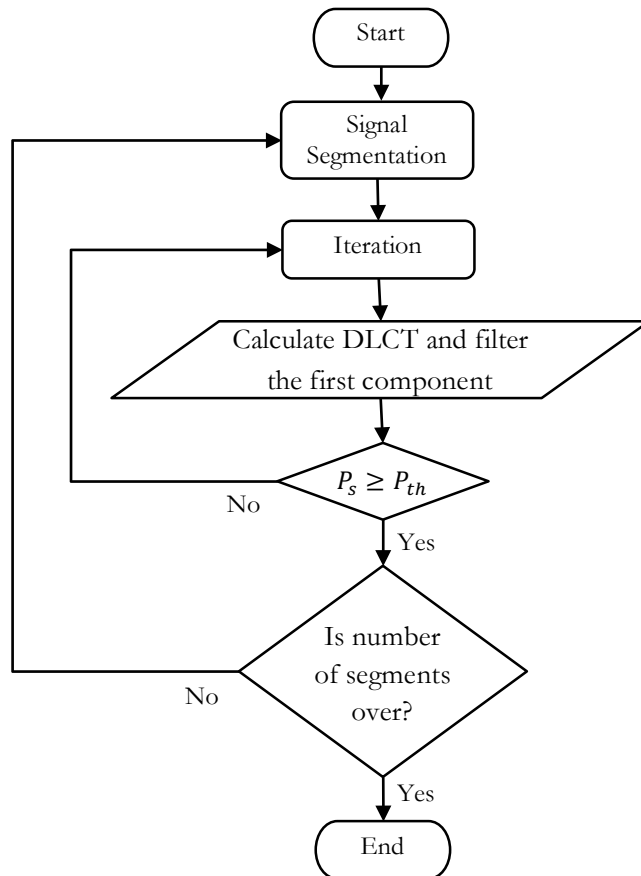 Start
Signal
Segmentation
Iteration
Calculate DLCT and filter
the first component
P_s ≥ P_th
No
Yes
Is number
of segments
over?
No
Yes
End